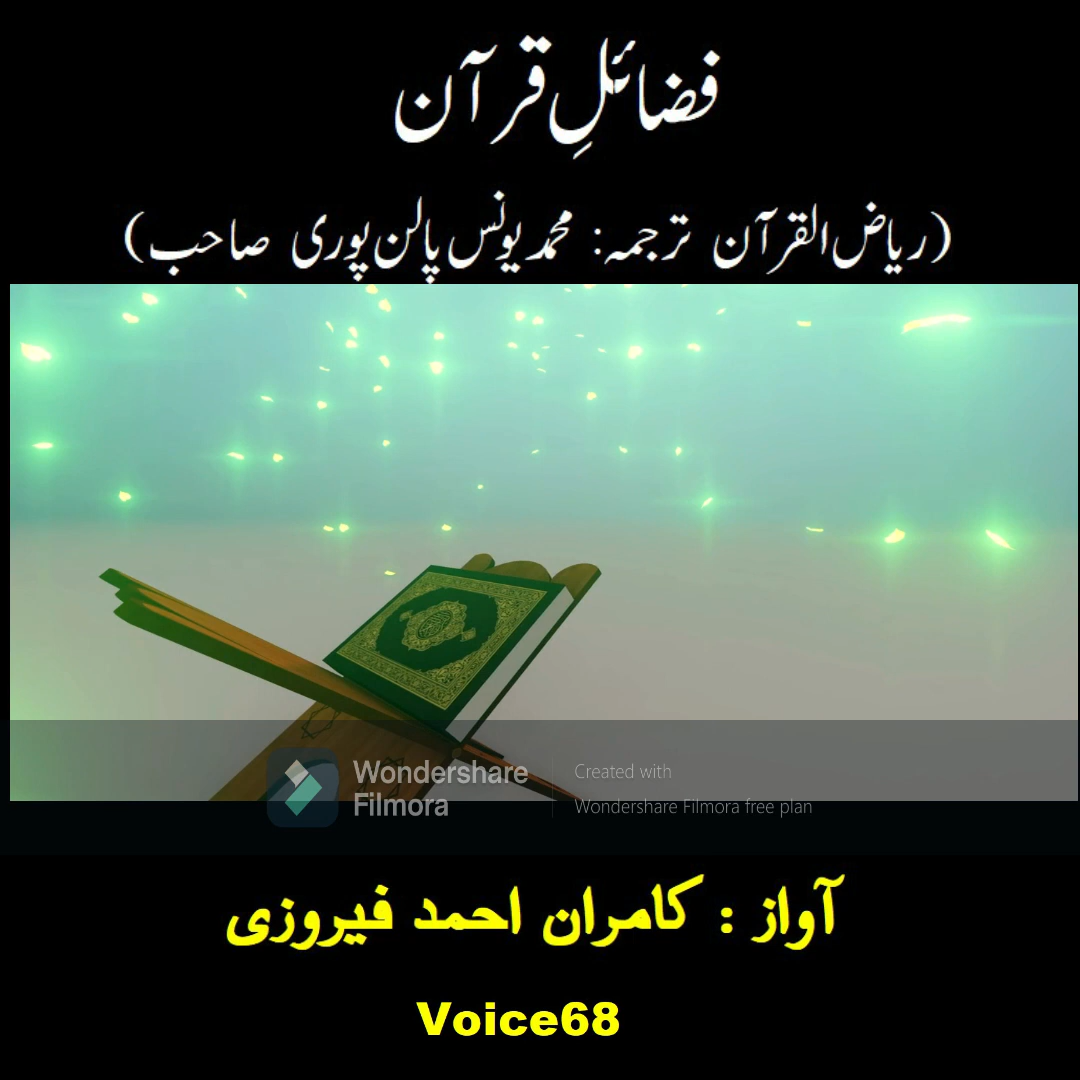 فضائلِ قرآن
(ریاض القرآن ترجمہ: محمد یونس پالن پوری صاحب)
Wondershare
Filmora
Created with
Wondershare Filmora free plan
آواز : کامران احمد فیروزی
Voice68